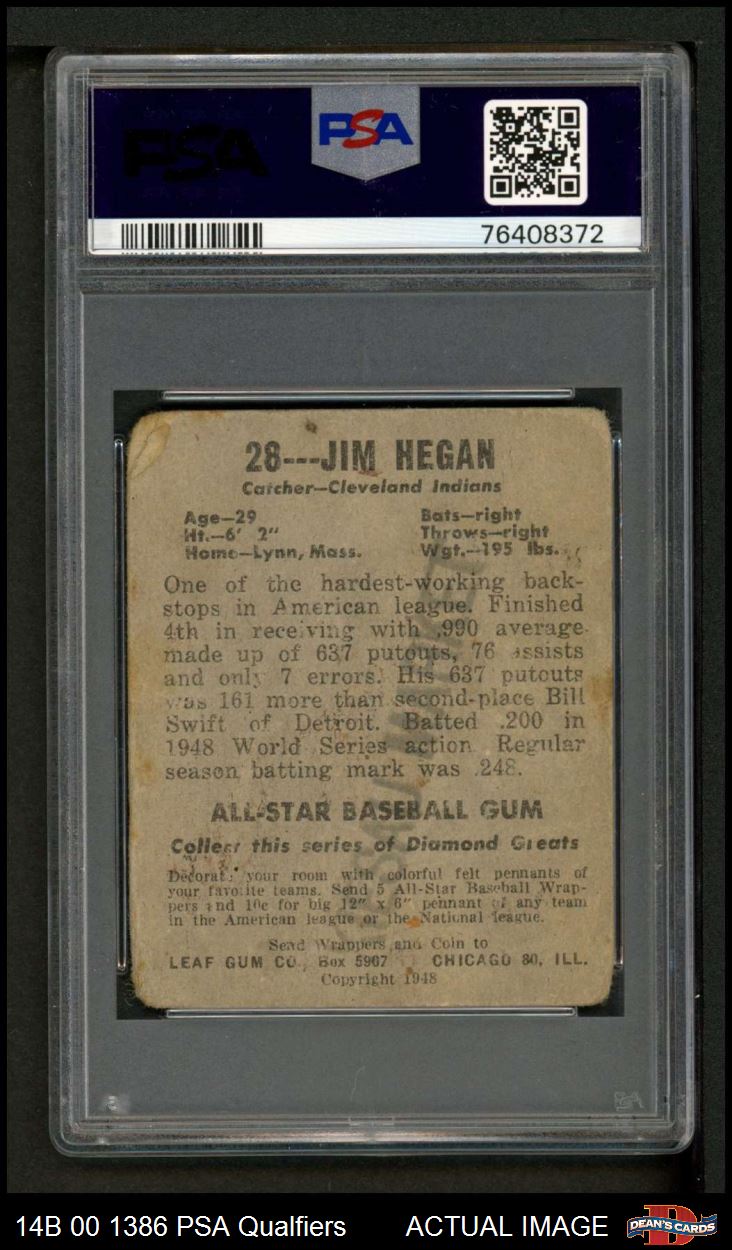 PSA
PSA
76408372
28---JIM HEGAN
Catcher—Cleveland Indians
Age—29
Ht.—6' 2"
Home—Lynn, Mass.
Bats—right
Throws—right
Wgt.—195 lbs.
One of the hardest-working back-
stops in American league. Finished
4th in receiving with .990 average
made up of 637 putouts, 76 assists
and only 7 errors. His 637 putouts
was 161 more than second-place Bill
Swift of Detroit. Batted .200 in
1948 World Series action. Regular
season batting mark was .248.
ALL-STAR BASEBALL GUM
Collect this series of Diamond Greats
Decorate your room with colorful felt pennants of
your favorite teams. Send 5 All-Star Baseball Wrap-
pers and 10c for big 12" x 6" pennant of any team
in the American league or the National league.
Send Wrappers and Coin to
LEAF GUM CO., Box 5907 CHICAGO 80, ILL.
Copyright 1948
14B 00 1386 PSA Qualfiers
ACTUAL IMAGE
DEAN'S CARDS